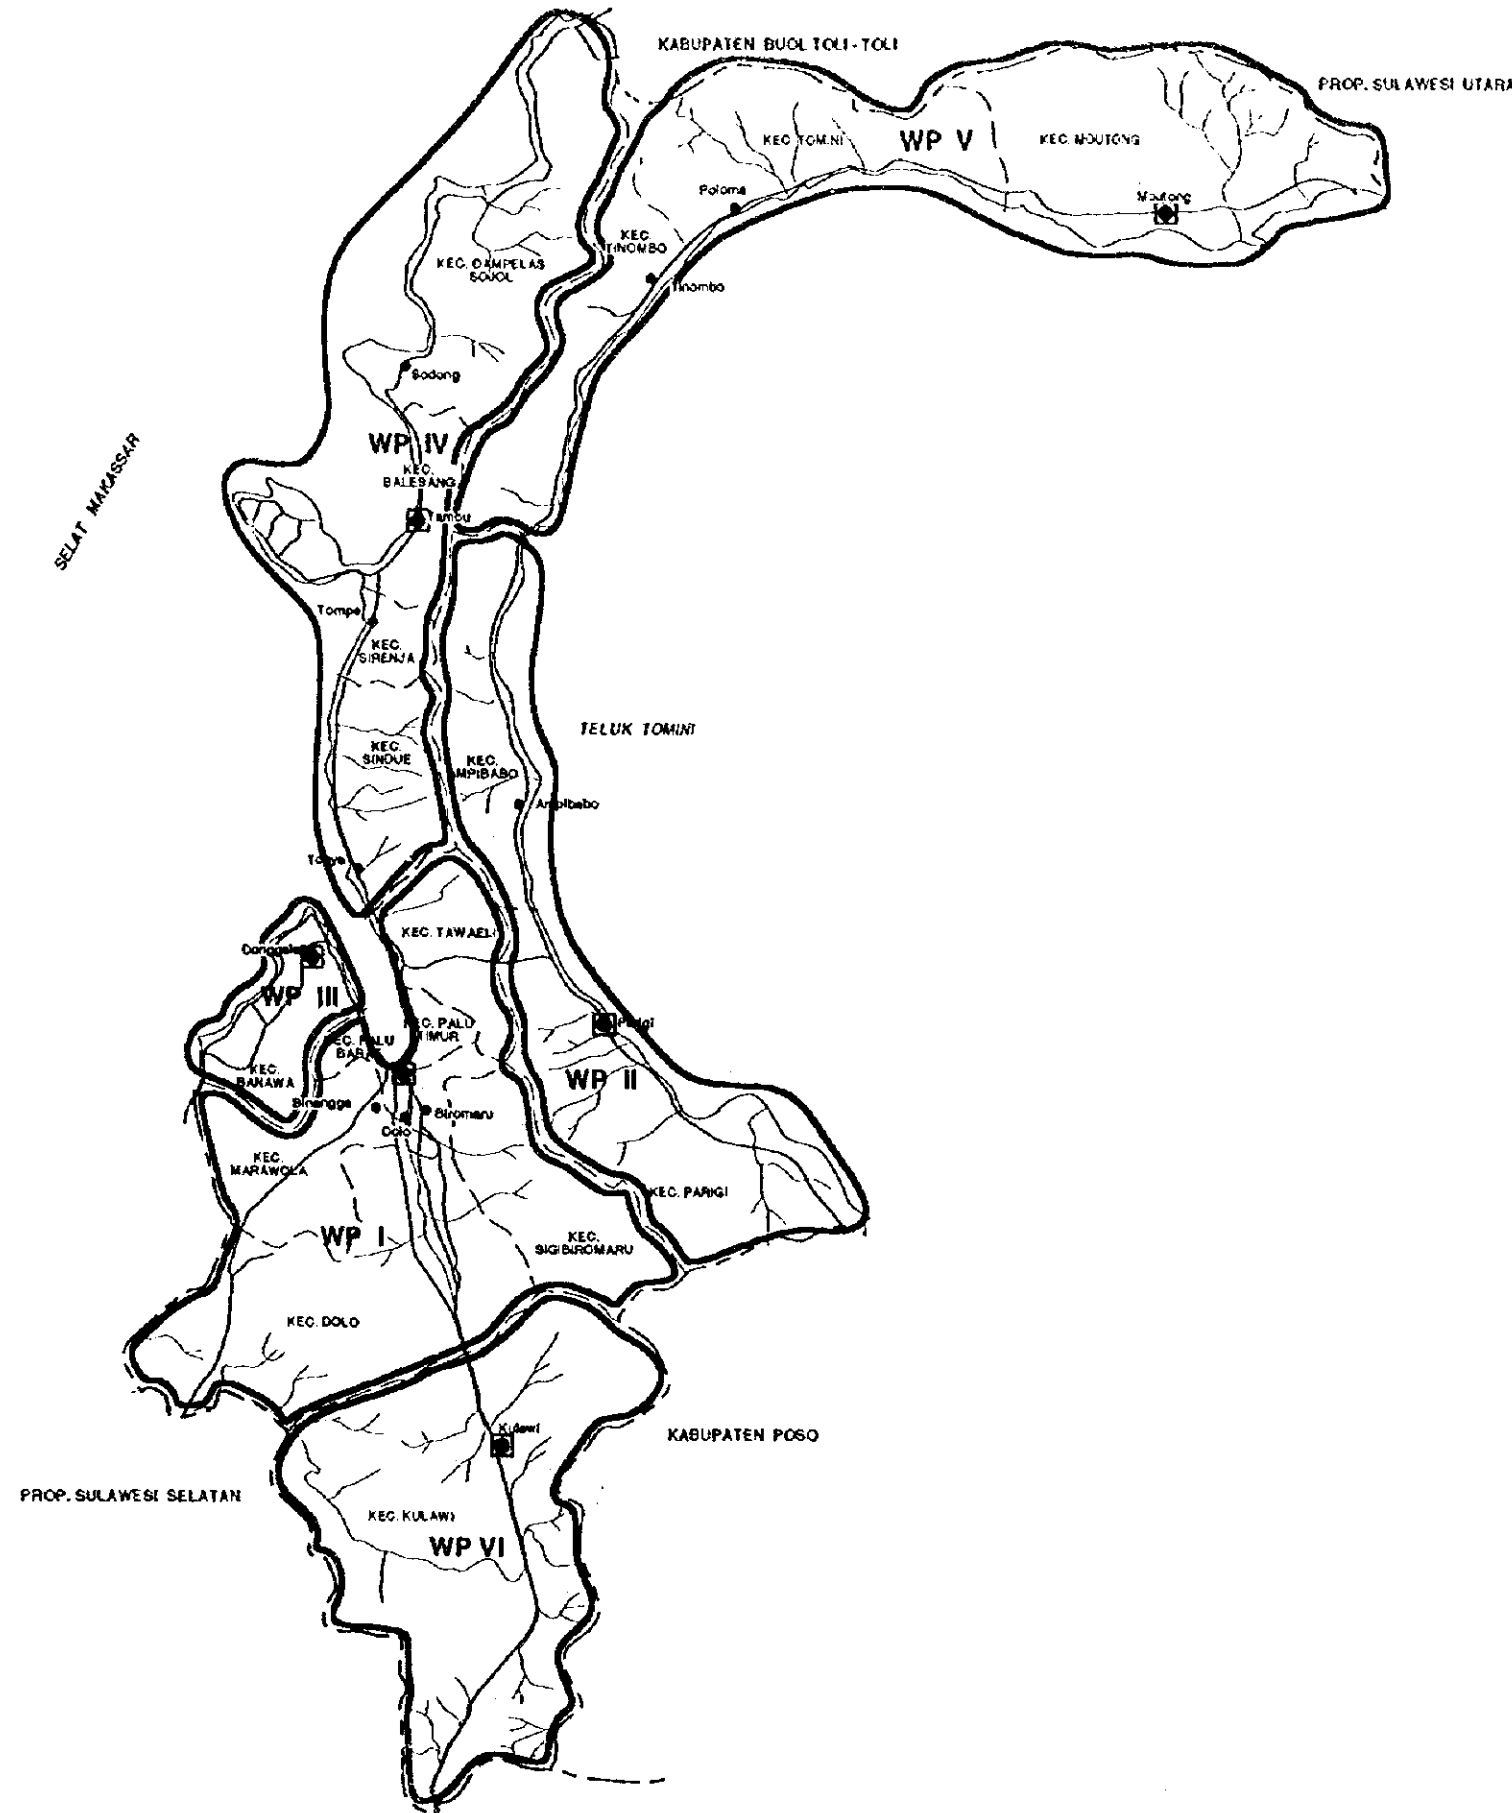 KABUPATEN BUOL TOLI-TOLI
PROP. SULAWESI UTARA
KEC. TOMINI
WP V
KEC. MOUTONG
Moutong
KEC.
TINOMBO
Tinombo
KEC. DAMPELAS
SOJOL
WP IV
KEC.
BALESANG
Tambu
SELAT MAKASSAR
Tompe
KEC.
SIRENJA
KEC.
SINDUE
KEC.
AMPIBABO
Ampibabo
TELUK TOMINI
KEC. TAWAELI
WP III
KEC. PALU
TIMUR
KEC. PALU
BARAT
Parigi
WP II
KEC.
BANAWA
Biromaru
Dolo
KEC.
MARAWOLA
KEC. PARIGI
WP I
KEC.
SIGIBIROMARU
KEC. DOLO
Kulawi
KABUPATEN POSO
PROP. SULAWESI SELATAN
KEC. KULAWI
WP VI